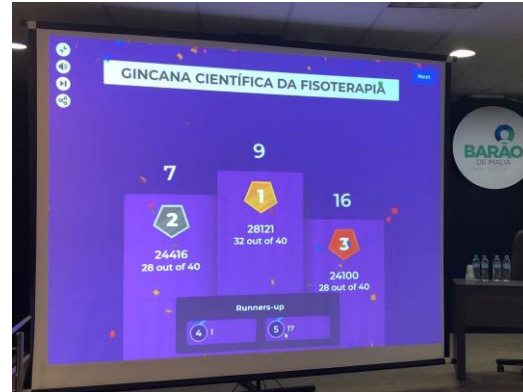 GINCANA CIENTÍFICA DA FISOTERAPIA
Next
9
7
16
1
2
3
28121
32 out of 40
24416
28 out of 40
24100
28 out of 40
Runners-up
4 1
5 17
BARÃO
DE MAUÁ